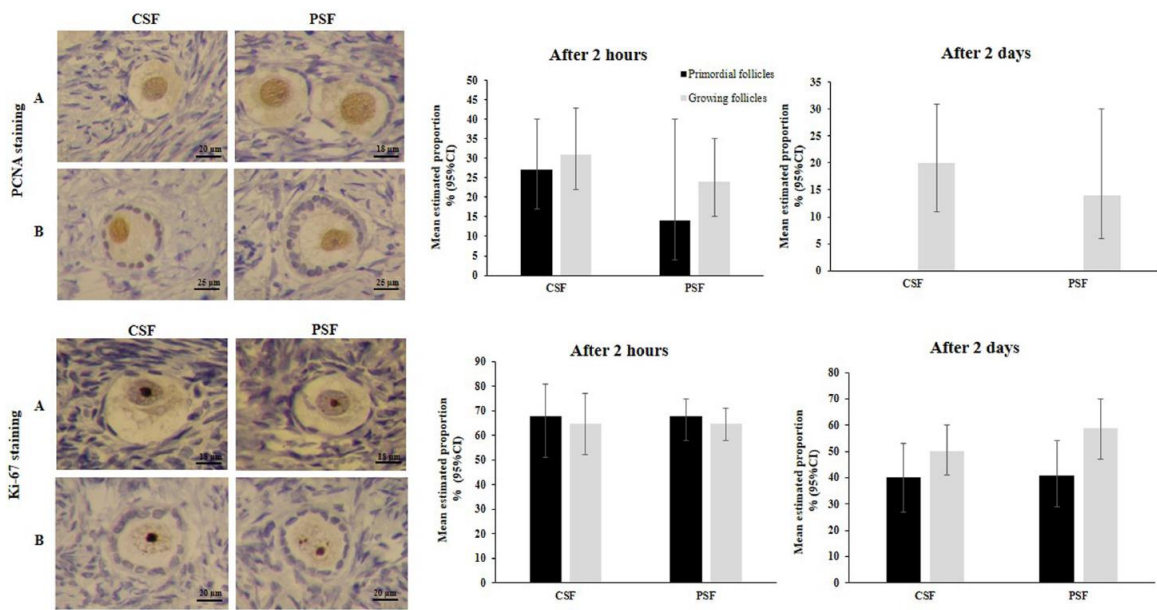 CSF PSF
PCNA staining
A
20 µm
18 µm
B
25 µm
25 µm
After 2 hours
Primordial follicles
Growing follicles
Mean estimated proportion
% (95%CI)
50
45
40
35
30
25
20
15
10
5
0
CSF PSF
After 2 days
Mean estimated proportion
% (95%CI)
40
35
30
25
20
15
10
5
0
CSF PSF
CSF PSF
Ki-67 staining
A
18 µm
18 µm
B
20 µm
20 µm
After 2 hours
Mean estimated proportion
% (95%CI)
90
80
70
60
50
40
30
20
10
0
CSF PSF
After 2 days
Mean estimated proportion
% (95%CI)
80
70
60
50
40
30
20
10
0
CSF PSF